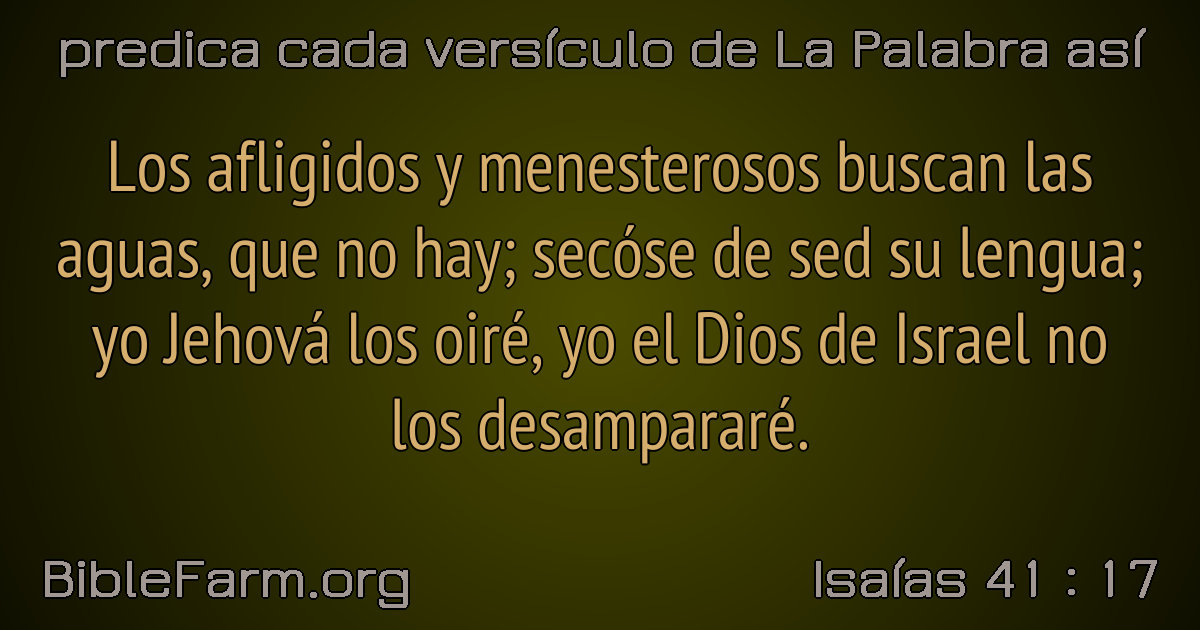 predica cada versículo de La Palabra así
Los afligidos y menesterosos buscan las
aguas, que no hay; secóse de sed su lengua;
yo Jehová los oiré, yo el Dios de Israel no
los desampararé.
BibleFarm.org
Isaías 41 : 17